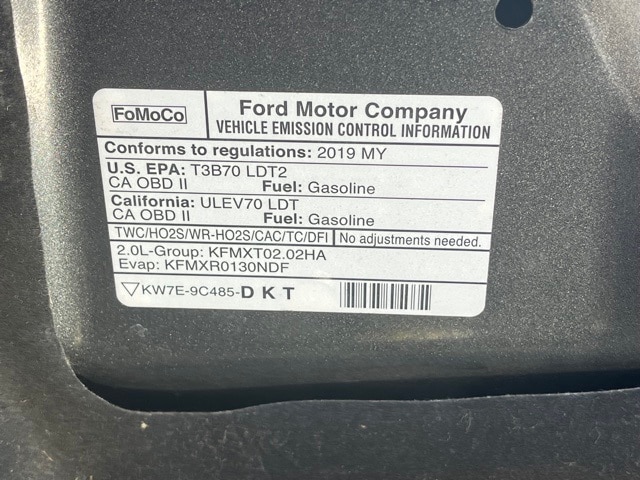 FoMoCo
Ford Motor Company
VEHICLE EMISSION CONTROL INFORMATION
Conforms to regulations: 2019 MY
U.S. EPA: T3B70 LDT2
CA OBD II Fuel: Gasoline
California: ULEV70 LDT
CA OBD II Fuel: Gasoline
TWC/HO2S/WR-HO2S/CAC/TC/DFI No adjustments needed.
2.0L-Group: KFMXT02.02HA
Evap: KFMXR0130NDF
KW7E-9C485-DKT